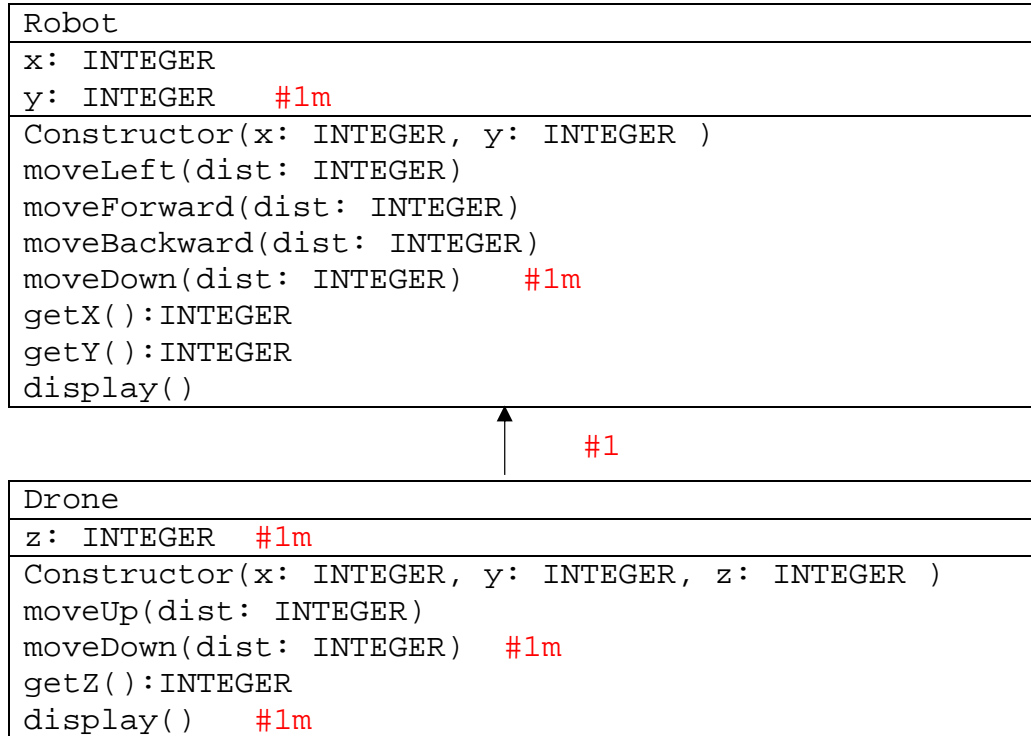 Robot
x: INTEGER
y: INTEGER #1m
Constructor(x: INTEGER, y: INTEGER )
moveLeft(dist: INTEGER)
moveForward(dist: INTEGER)
moveBackward(dist: INTEGER)
moveDown(dist: INTEGER) #1m
getX():INTEGER
getY():INTEGER
display()
#1
Drone
z: INTEGER #1m
Constructor(x: INTEGER, y: INTEGER, z: INTEGER )
moveUp(dist: INTEGER)
moveDown(dist: INTEGER) #1m
getZ():INTEGER
display() #1m